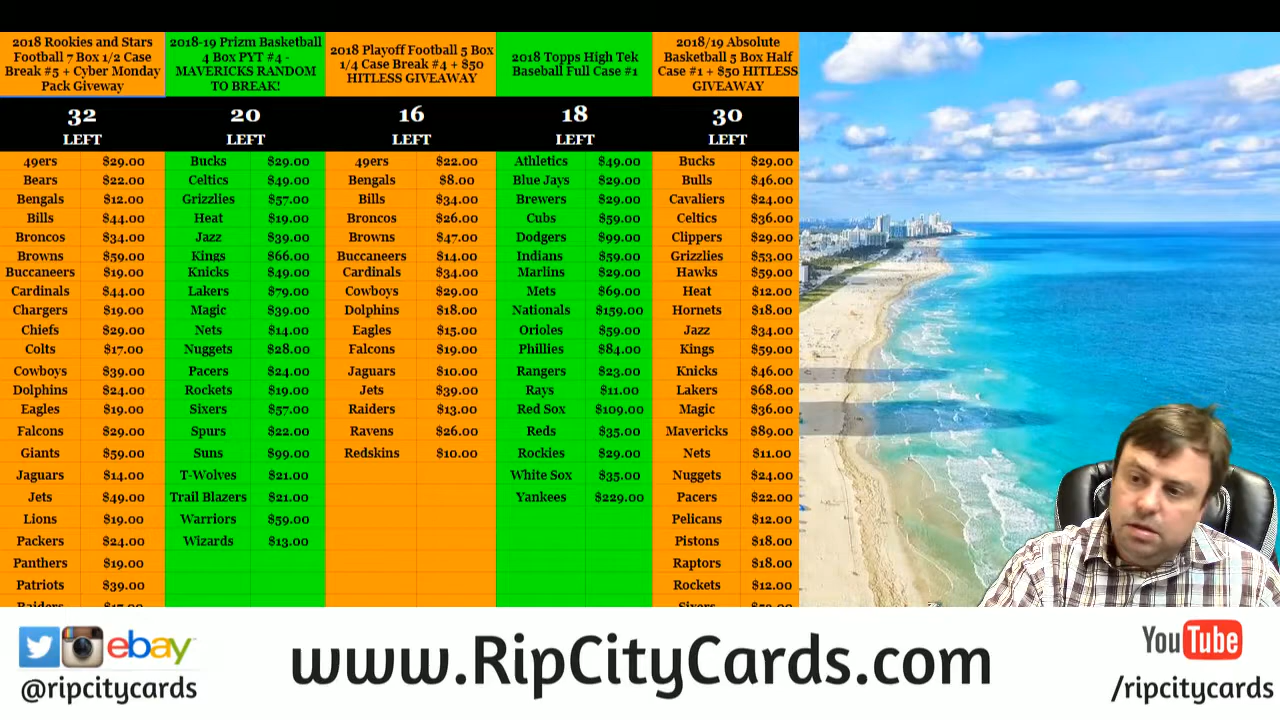 2018 Rookies and Stars
Football 7 Box 1/2 Case
Break #5 + Cyber Monday
Pack Giveway
32
LEFT
49ers $29.00
Bears $22.00
Bengals $12.00
Bills $44.00
Broncos $34.00
Browns $59.00
Buccaneers $19.00
Cardinals $44.00
Chargers $19.00
Chiefs $29.00
Colts $17.00
Cowboys $39.00
Dolphins $24.00
Eagles $19.00
Falcons $29.00
Giants $59.00
Jaguars $14.00
Jets $49.00
Lions $19.00
Packers $24.00
Panthers $19.00
Patriots $39.00
2018-19 Prizm Basketball
4 Box PYT #4 -
MAVERICKS RANDOM
TO BREAK!
20
LEFT
Bucks $29.00
Celtics $49.00
Grizzlies $57.00
Heat $19.00
Jazz $39.00
Kings $66.00
Knicks $49.00
Lakers $79.00
Magic $39.00
Nets $14.00
Nuggets $28.00
Pacers $24.00
Rockets $19.00
Sixers $57.00
Spurs $22.00
Suns $99.00
T-Wolves $21.00
Trail Blazers $21.00
Warriors $59.00
Wizards $13.00
2018 Playoff Football 5 Box
1/4 Case Break #4 + $50
HITLESS GIVEAWAY
16
LEFT
49ers $22.00
Bengals $8.00
Bills $34.00
Broncos $26.00
Browns $47.00
Buccaneers $14.00
Cardinals $34.00
Cowboys $29.00
Dolphins $18.00
Eagles $15.00
Falcons $19.00
Jaguars $10.00
Jets $39.00
Raiders $13.00
Ravens $26.00
Redskins $10.00
2018 Topps High Tek
Baseball Full Case #1
18
LEFT
Athletics $49.00
Blue Jays $29.00
Brewers $29.00
Cubs $59.00
Dodgers $99.00
Indians $59.00
Marlins $29.00
Mets $69.00
Nationals $159.00
Orioles $59.00
Phillies $84.00
Rangers $23.00
Rays $11.00
Red Sox $109.00
Reds $35.00
Rockies $29.00
White Sox $35.00
Yankees $229.00
2018/19 Absolute
Basketball 5 Box Half
Case #1 + $50 HITLESS
GIVEAWAY
30
LEFT
Bucks $29.00
Bulls $46.00
Cavaliers $24.00
Celtics $36.00
Clippers $29.00
Grizzlies $53.00
Hawks $59.00
Heat $12.00
Hornets $18.00
Jazz $34.00
Kings $59.00
Knicks $46.00
Lakers $68.00
Magic $36.00
Mavericks $89.00
Nets $11.00
Nuggets $24.00
Pacers $22.00
Pelicans $12.00
Pistons $18.00
Raptors $18.00
Rockets $12.00
ebay
@ripcitycards
www.RipCityCards.com
YouTube
/ripcitycards